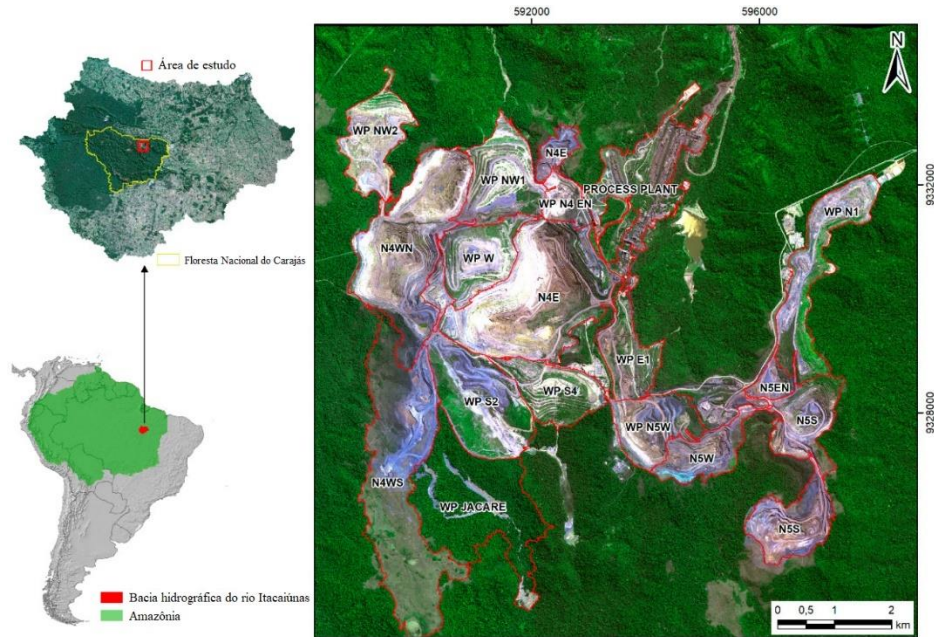 Área de estudo
Floresta Nacional do Carajás
Bacia hidrográfica do rio Itacaiúnas
Amazônia
592000
596000
N
WP NW2
WP NW1
N4E
PROCESS PLANT
WP N4 EN
WP N1
9332000
N4WN
WP W
N4E
WP E1
WP S2
WP S4
N5EN
9328000
WP N5W
N5S
N5W
N4WS
WP JACARE
N5S
0 0,5 1 2
km